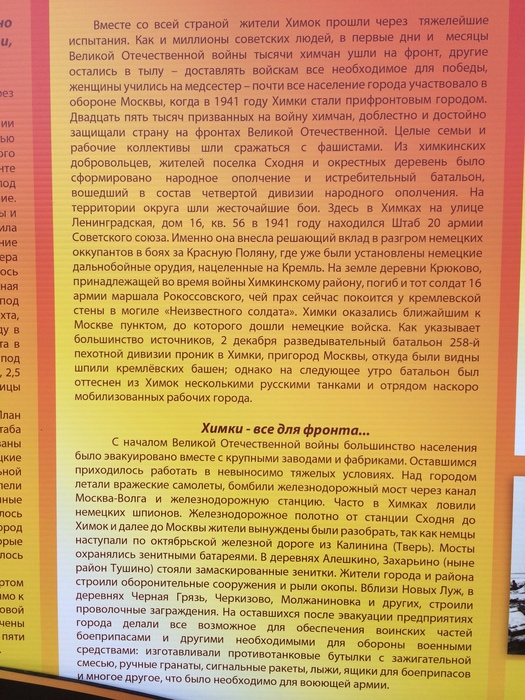 Вместе со всей страной жители Химок прошли через тяжелейшие
испытания. Как и миллионы советских людей, в первые дни и месяцы
Великой Отечественной войны тысячи химчан ушли на фронт, другие
остались в тылу – доставлять войскам все необходимое для победы,
женщины учились на медсестер – почти все население города участвовало в
обороне Москвы, когда в 1941 году Химки стали прифронтовым городом.
Двадцать пять тысяч призванных на войну химчан, доблестно и достойно
защищали страну на фронтах Великой Отечественной. Целые семьи и
рабочие коллективы шли сражаться с фашистами. Из химкинских
добровольцев, жителей поселка Сходня и окрестных деревень было
сформировано народное ополчение и истребительный батальон,
вошедший в состав четвертой дивизии народного ополчения. На
территории округа шли жесточайшие бои. Здесь в Химках на улице
Ленинградская, дом 16, кв. 56 в 1941 году находился Штаб 20 армии
Советского союза. Именно она внесла решающий вклад в разгром немецких
оккупантов в боях за Красную Поляну, где уже были установлены немецкие
дальнобойные орудия, нацеленные на Кремль. На земле деревни Крюково,
принадлежащей во время войны Химкинскому району, погиб и тот солдат 16
армии маршала Рокоссовского, чей прах сейчас покоится у кремлевской
стены в могиле «Неизвестного солдата». Химки оказались ближайшим к
Москве пунктом, до которого дошли немецкие войска. Как указывает
большинство источников, 2 декабря разведывательный батальон 258-й
пехотной дивизии проник в Химки, пригород Москвы, откуда были видны
шпили кремлёвских башен; однако на следующее утро батальон был
оттеснен из Химок несколькими русскими танками и отрядом наскоро
мобилизованных рабочих города.
Химки - все для фронта...
С началом Великой Отечественной войны большинство населения
было эвакуировано вместе с крупными заводами и фабриками. Оставшимся
приходилось работать в невыносимо тяжелых условиях. Над городом
летали вражеские самолеты, бомбили железнодорожный мост через канал
Москва-Волга и железнодорожную станцию. Часто в Химках ловили
немецких шпионов. Железнодорожное полотно от станции Сходня до
Химок и далее до Москвы жители вынуждены были разобрать, так как немцы
наступали по октябрьской железной дороге из Калинина (Тверь). Мосты
охранялись зенитными батареями. В деревнях Алешкино, Захарьино (ныне
район Тушино) стояли замаскированные зенитки. Жители города и района
строили оборонительные сооружения и рыли окопы. Вблизи Новых Луж, в
деревнях Черная Грязь, Черкизово, Молжаниновка и других, строили
проволочные заграждения. На оставшихся после эвакуации предприятиях
города делали все возможное для обеспечения воинских частей
боеприпасами и другими необходимыми для обороны военными
средствами: изготавливали противотанковые бутылки с зажигательной
смесью, ручные гранаты, сигнальные ракеты, лыжи, ящики для боеприпасов
и многое другое, что было необходимо для воюющей армии.